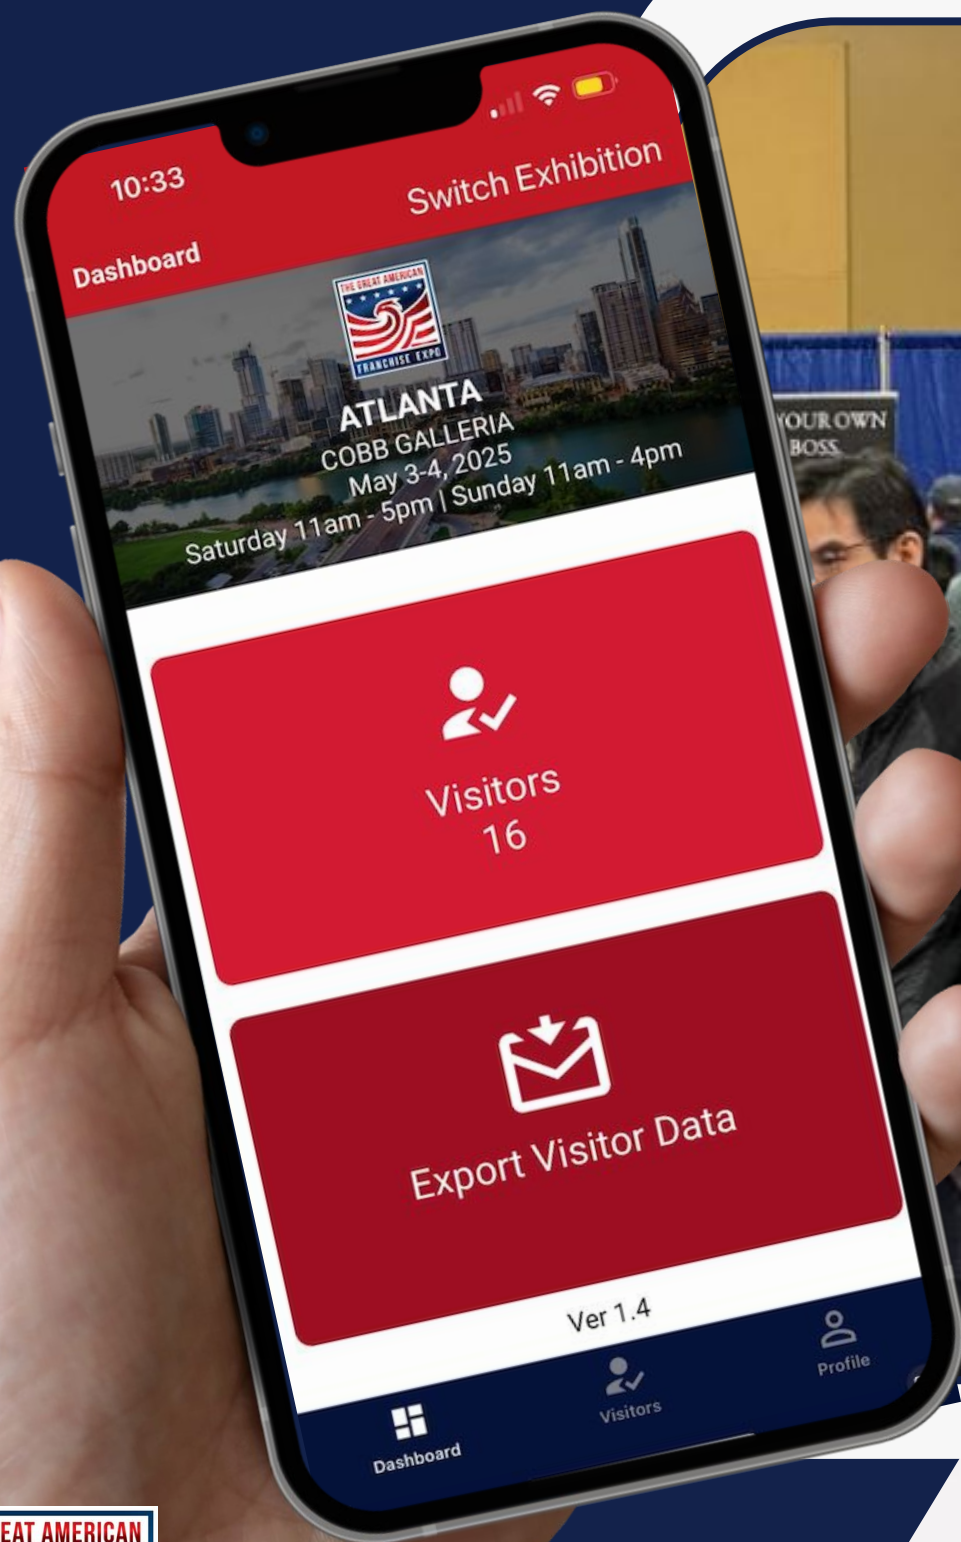 10:33
Switch Exhibition
Dashboard
THE GREAT AMERICAN
FRANCHISE EXPO
ATLANTA
COBB GALLERIA
May 3-4, 2025
Saturday 11am - 5pm | Sunday 11am - 4pm
YOUR OWN
BOSS
Visitors
16
Export Visitor Data
Ver 1.4
Dashboard
Visitors
Profile
EAT AMERICAN